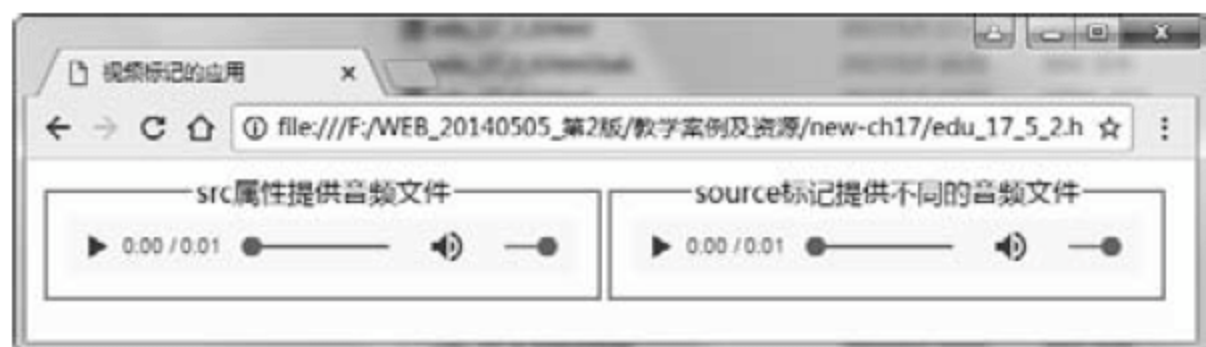 视频标记的应用
file:///F:/WEB_20140505_第2版/教学案例及资源/new-ch17/edu_17_5_2.h
src属性提供音频文件 source标记提供不同的音频文件
0:00 / 0:01 0:00 / 0:01